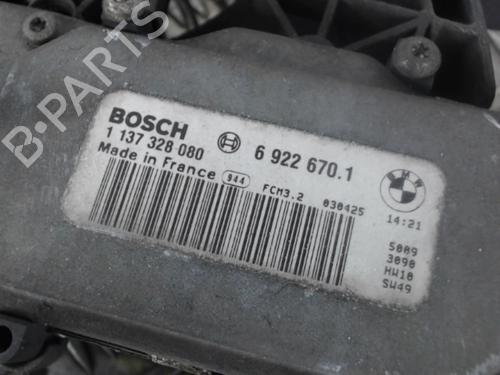 B-PARTS
BOSCH
1 137 328 080
6 922 670.1
BMW
Made in France
944
FCM3.2
030425
14:21
5009
3090
HW10
SW49